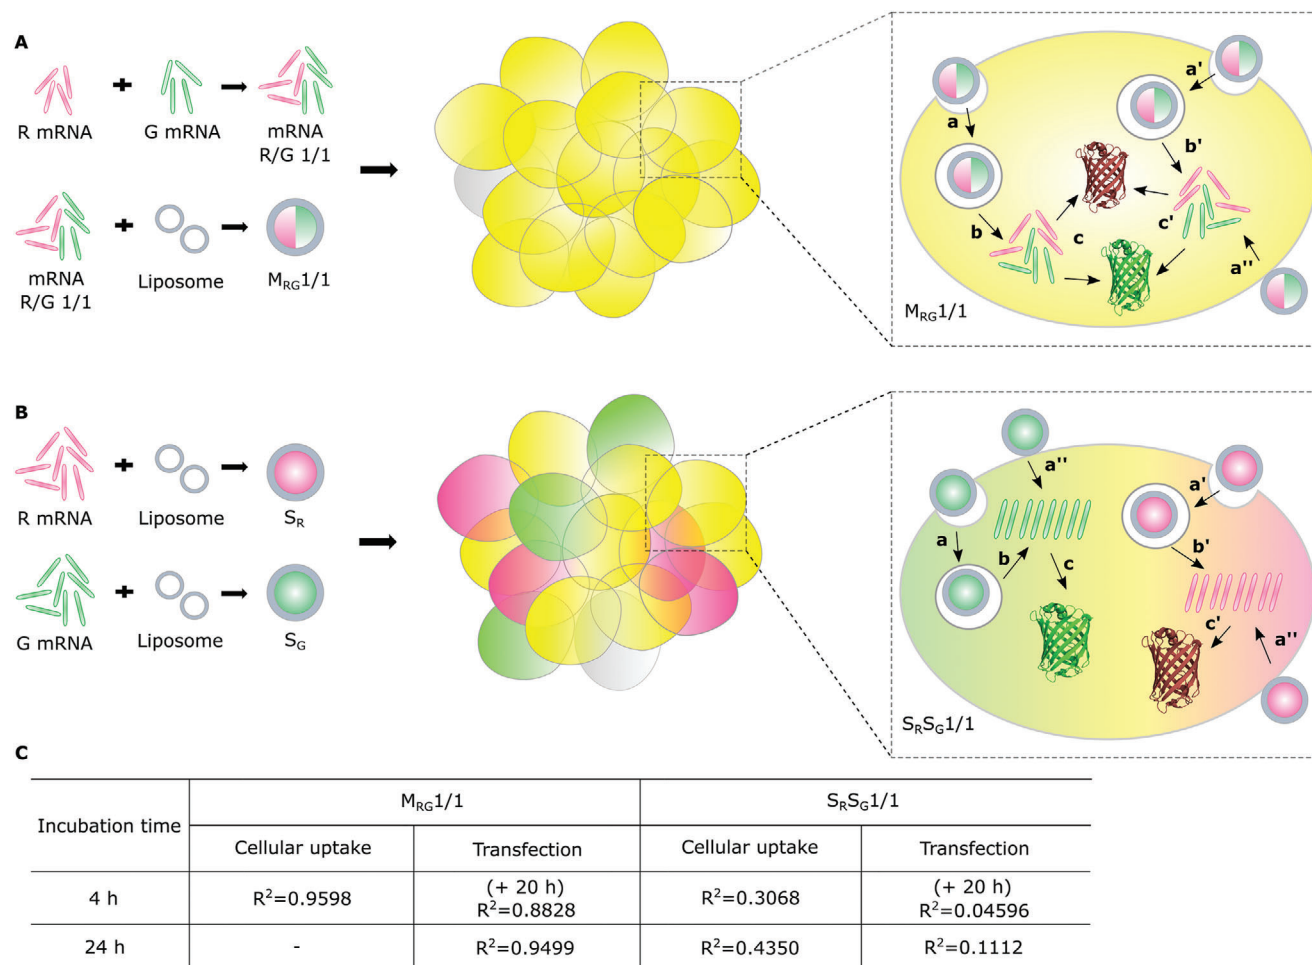 A
R mRNA
G mRNA
mRNA
R/G 1/1
mRNA
R/G 1/1
Liposome
M_RG1/1
a
a'
b'
b
c
c'
a''
M_RG1/1
B
R mRNA
Liposome
S_R
G mRNA
Liposome
S_G
a''
a'
a
b
c
b'
c'
a''
S_RS_G1/1
C
Incubation time
M_RG1/1
S_RS_G1/1
Cellular uptake
Transfection
Cellular uptake
Transfection
4 h
R²=0.9598
(+ 20 h)
R²=0.8828
R²=0.3068
(+ 20 h)
R²=0.04596
24 h
-
R²=0.9499
R²=0.4350
R²=0.1112